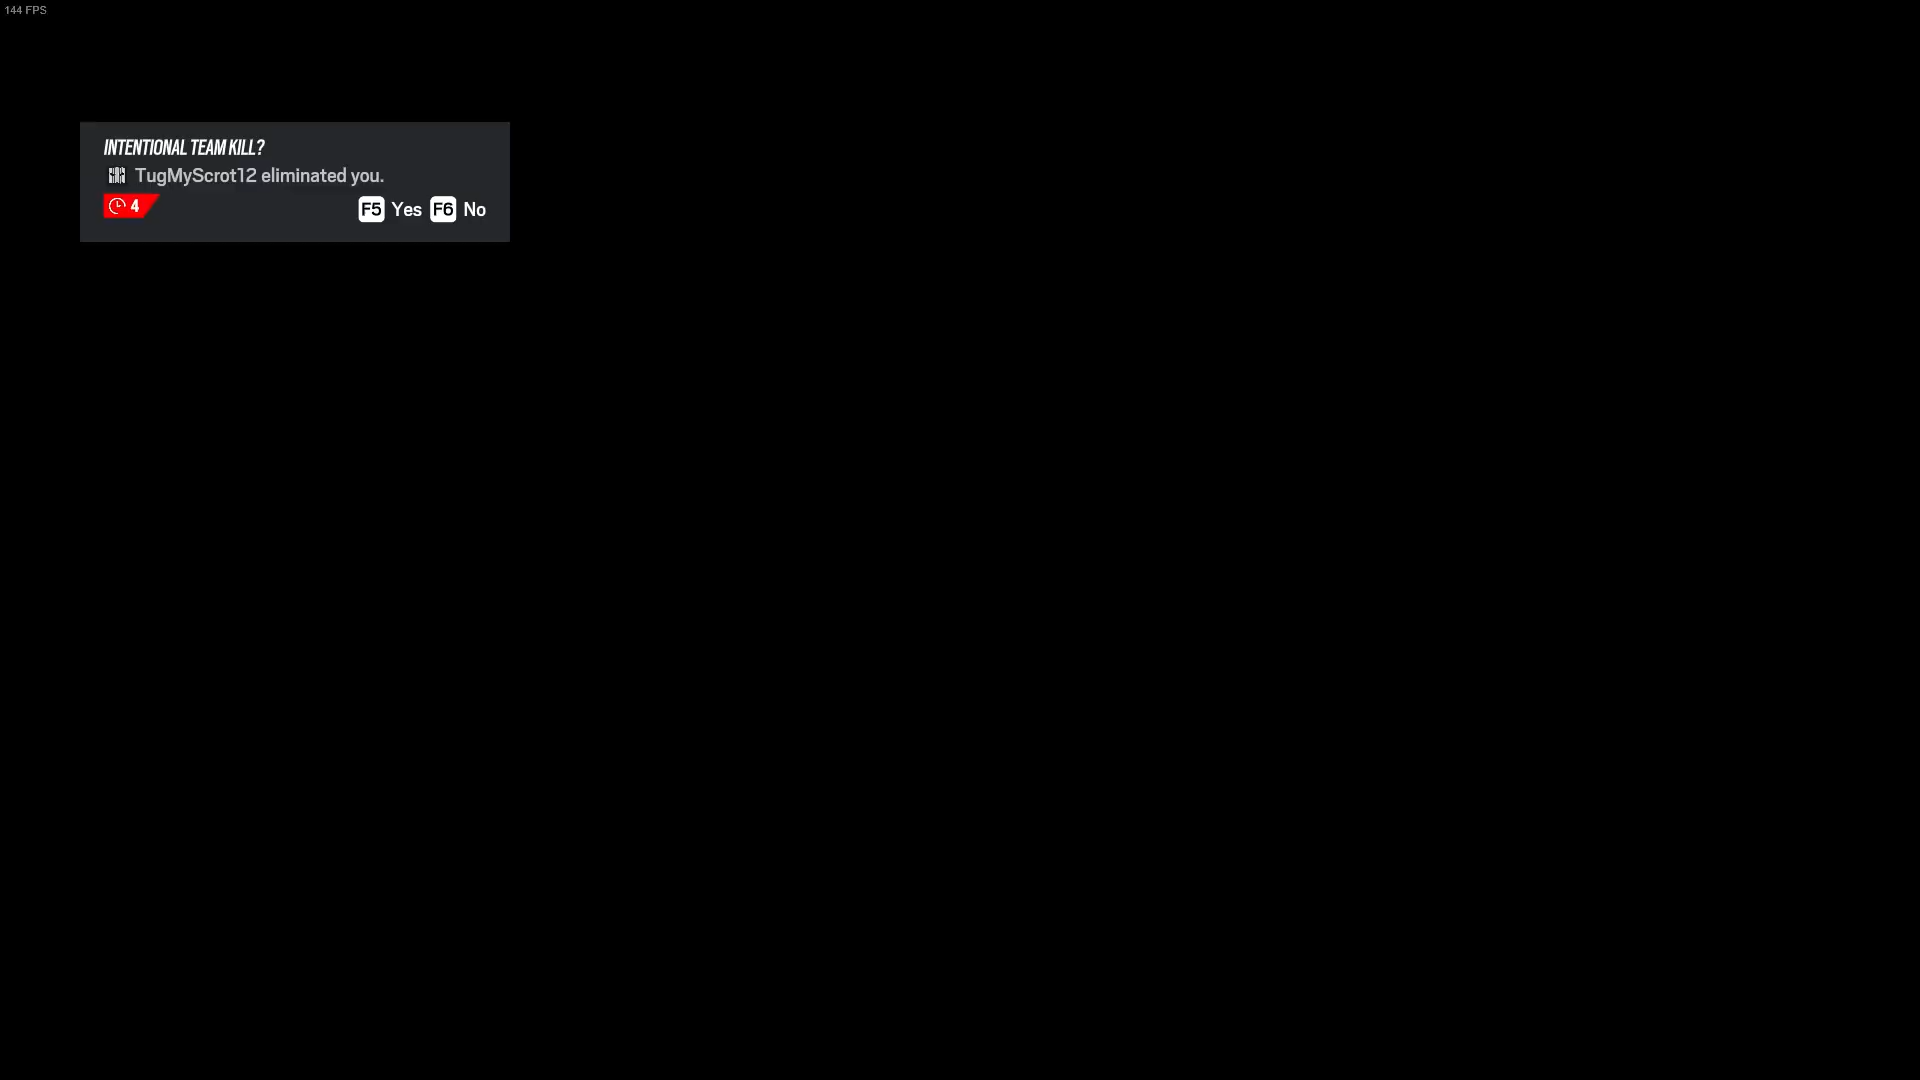 144 FPS
INTENTIONAL TEAM KILL?
TugMyScrot12 eliminated you.
4
F5 Yes F6 No